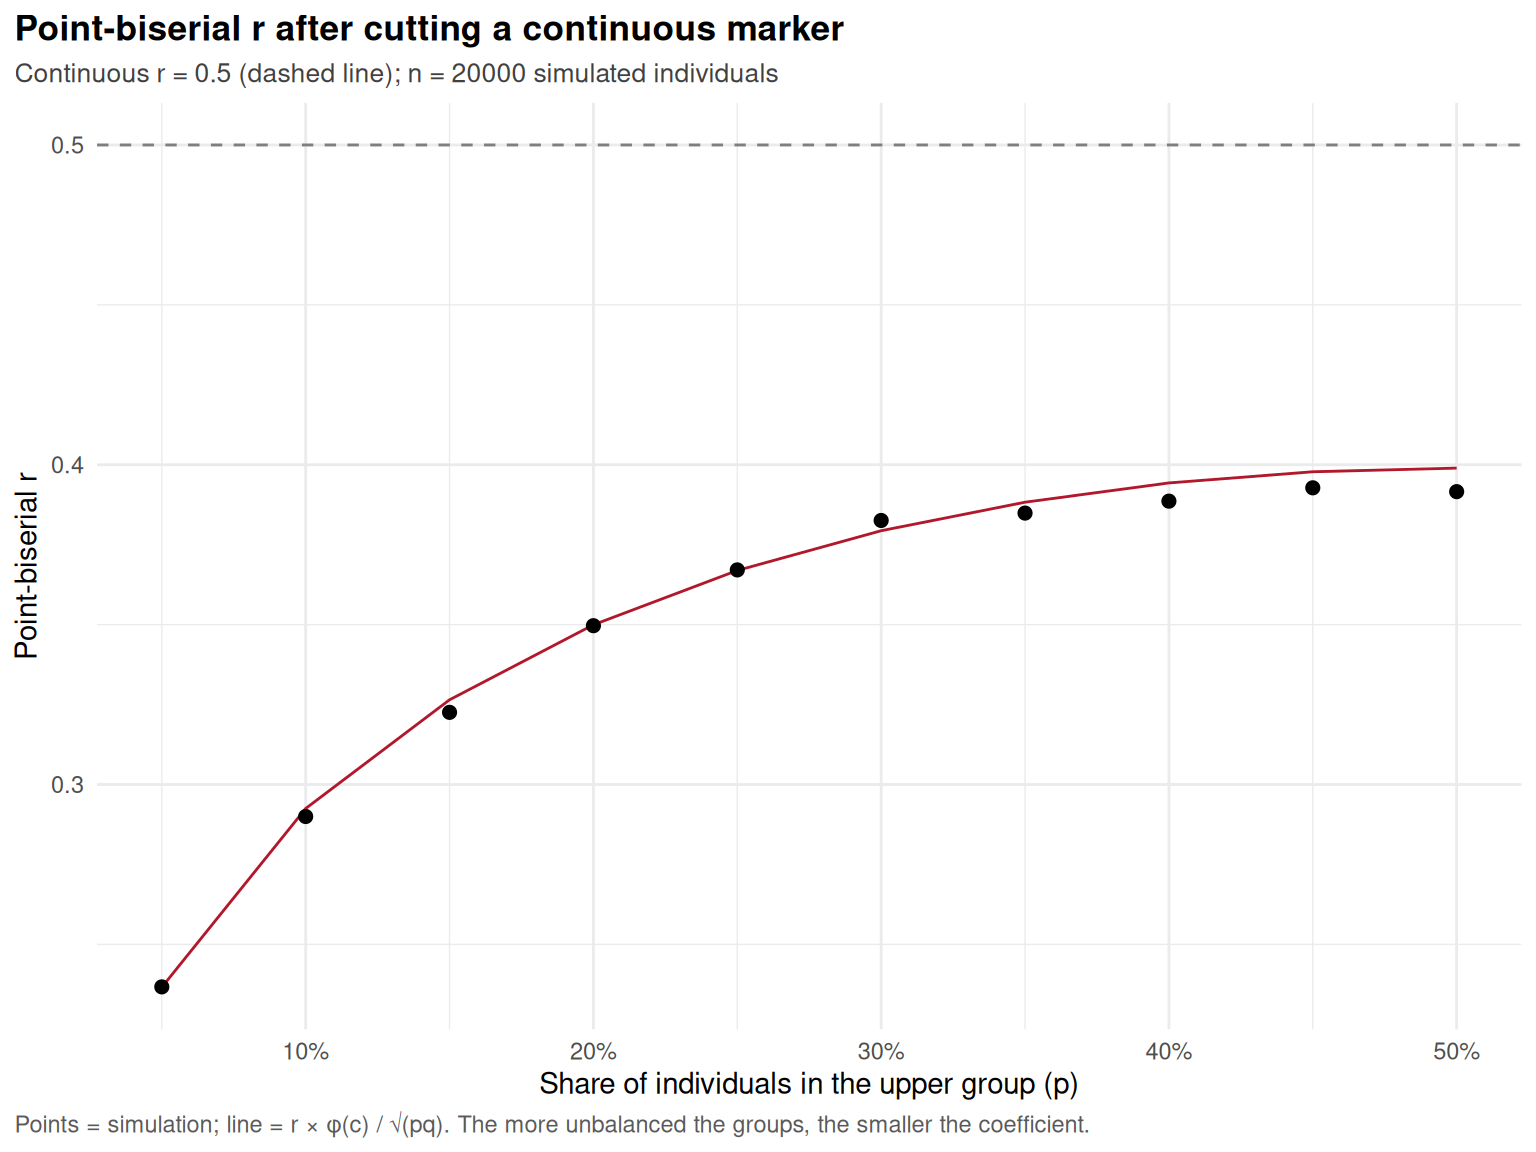 Point-biserial r after cutting a continuous marker
Continuous r = 0.5 (dashed line); n = 20000 simulated individuals
Point-biserial r
0.5
0.4
0.3
10%
20%
30%
40%
50%
Share of individuals in the upper group (p)
Points = simulation; line = r × φ(c) / √(pq). The more unbalanced the groups, the smaller the coefficient.